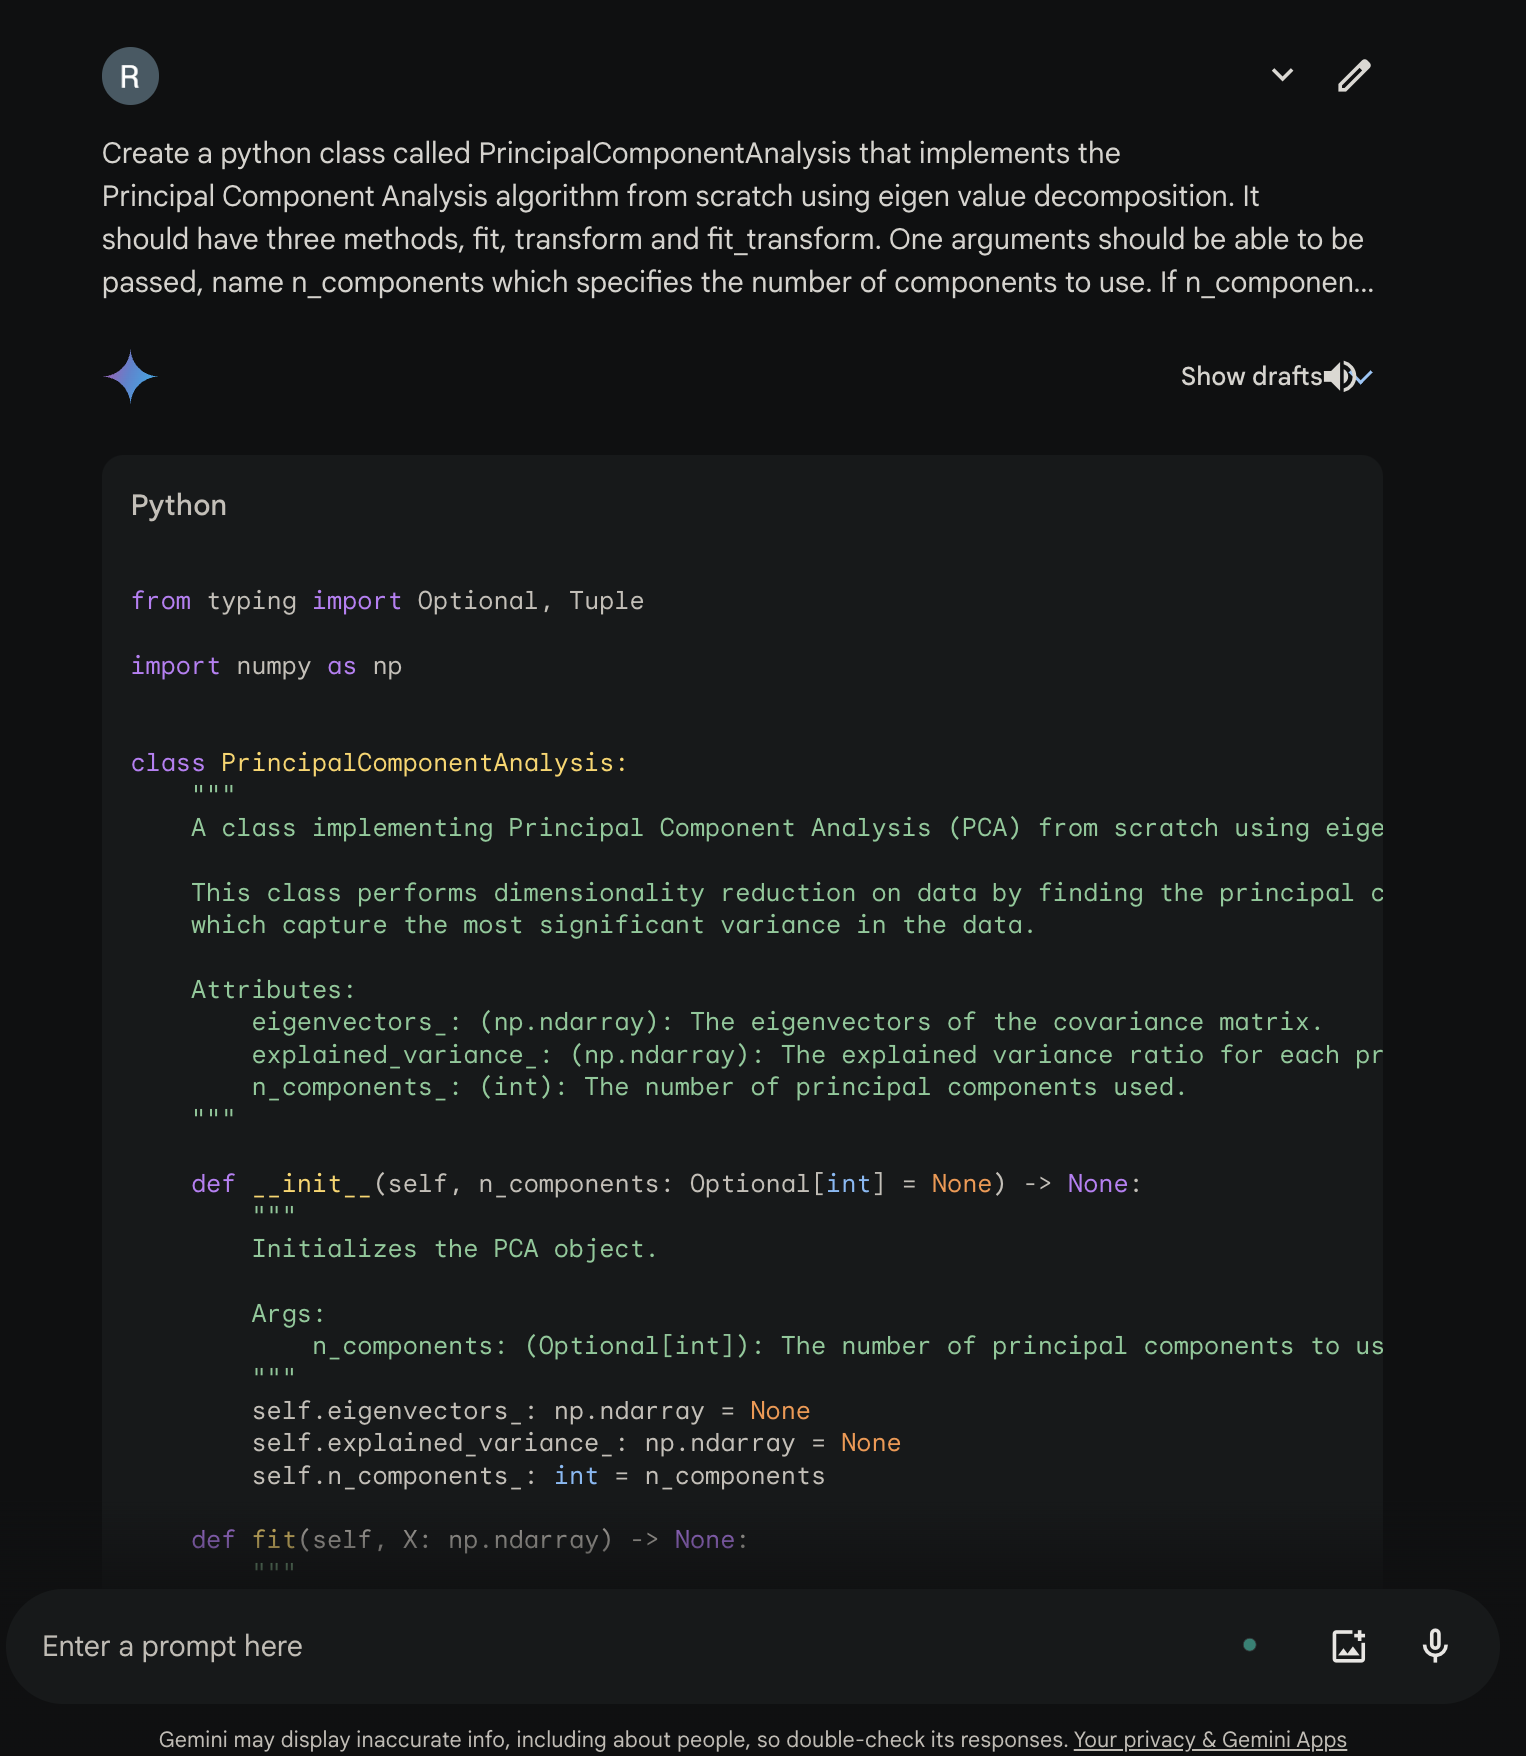 R
Create a python class called PrincipalComponentAnalysis that implements the
Principal Component Analysis algorithm from scratch using eigen value decomposition. It
should have three methods, fit, transform and fit_transform. One arguments should be able to be
passed, name n_components which specifies the number of components to use. If n_componen...
Show drafts
Python
from typing import Optional, Tuple
import numpy as np
class PrincipalComponentAnalysis:
"""
A class implementing Principal Component Analysis (PCA) from scratch using eige
This class performs dimensionality reduction on data by finding the principal c
which capture the most significant variance in the data.
Attributes:
eigenvectors_: (np.ndarray): The eigenvectors of the covariance matrix.
explained_variance_: (np.ndarray): The explained variance ratio for each pr
n_components_: (int): The number of principal components used.
"""
def __init__(self, n_components: Optional[int] = None) -> None:
"""
Initializes the PCA object.
Args:
n_components: (Optional[int]): The number of principal components to us
"""
self.eigenvectors_: np.ndarray = None
self.explained_variance_: np.ndarray = None
self.n_components_: int = n_components
def fit(self, X: np.ndarray) -> None:
"""
Enter a prompt here
Gemini may display inaccurate info, including about people, so double-check its responses. Your privacy & Gemini Apps